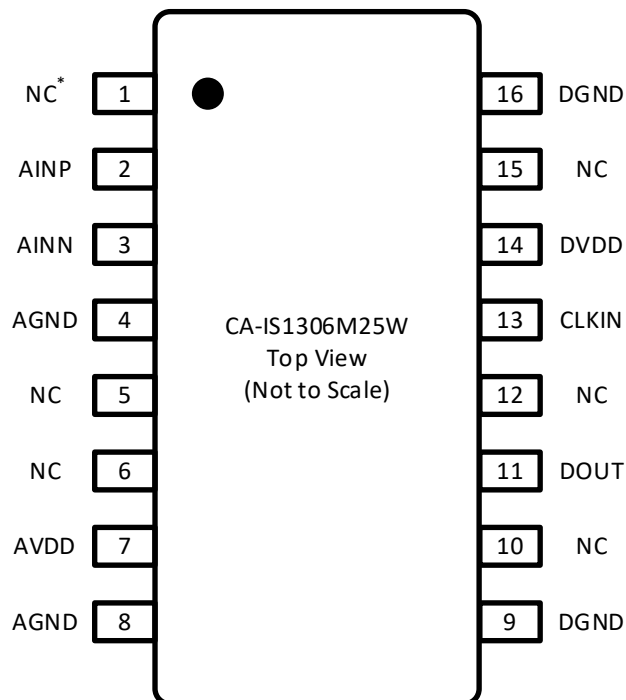 NC* 1 16 DGND
AINP 2 15 NC
AINN 3 14 DVDD
AGND 4 13 CLKIN
CA-IS1306M25W
Top View
(Not to Scale)
NC 5 12 NC
NC 6 11 DOUT
AVDD 7 10 NC
AGND 8 9 DGND